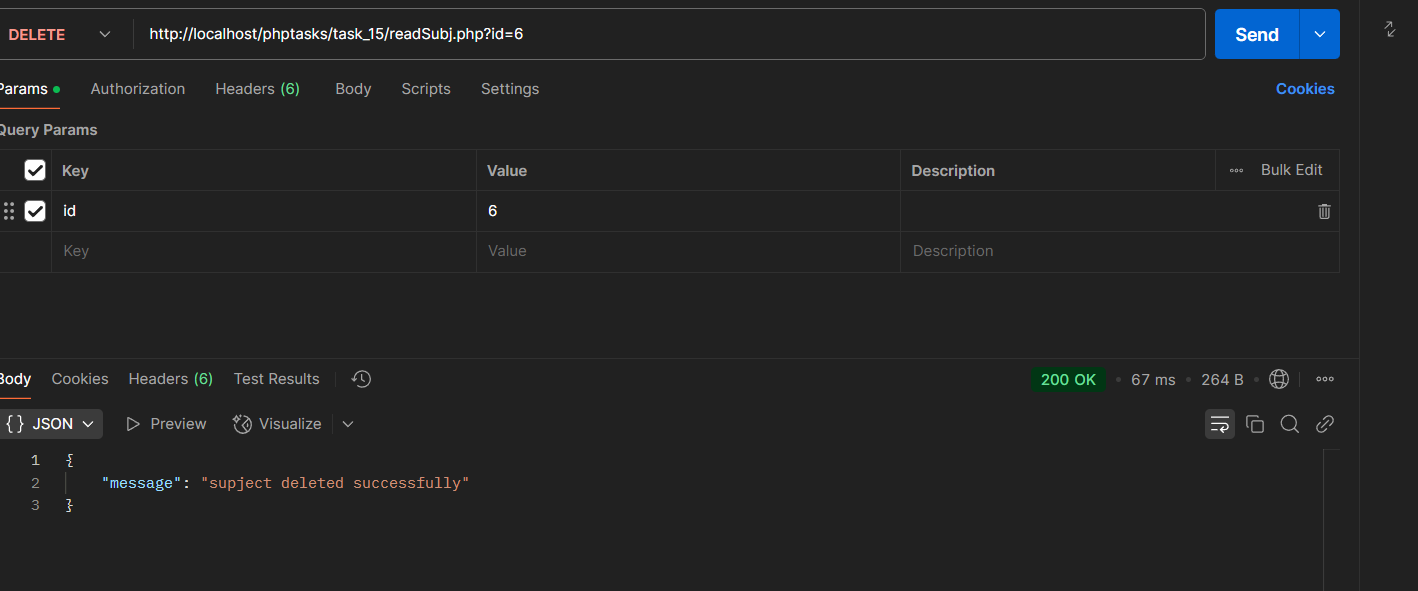 DELETE http://localhost/phptasks/task_15/readSubj.php?id=6 Send
Params Authorization Headers (6) Body Scripts Settings Cookies
Query Params
Key Value Description Bulk Edit
id 6
Key Value Description
Body Cookies Headers (6) Test Results 200 OK 67 ms 264 B
{} JSON Preview Visualize
1 {
2 "message": "supject deleted successfully"
3 }